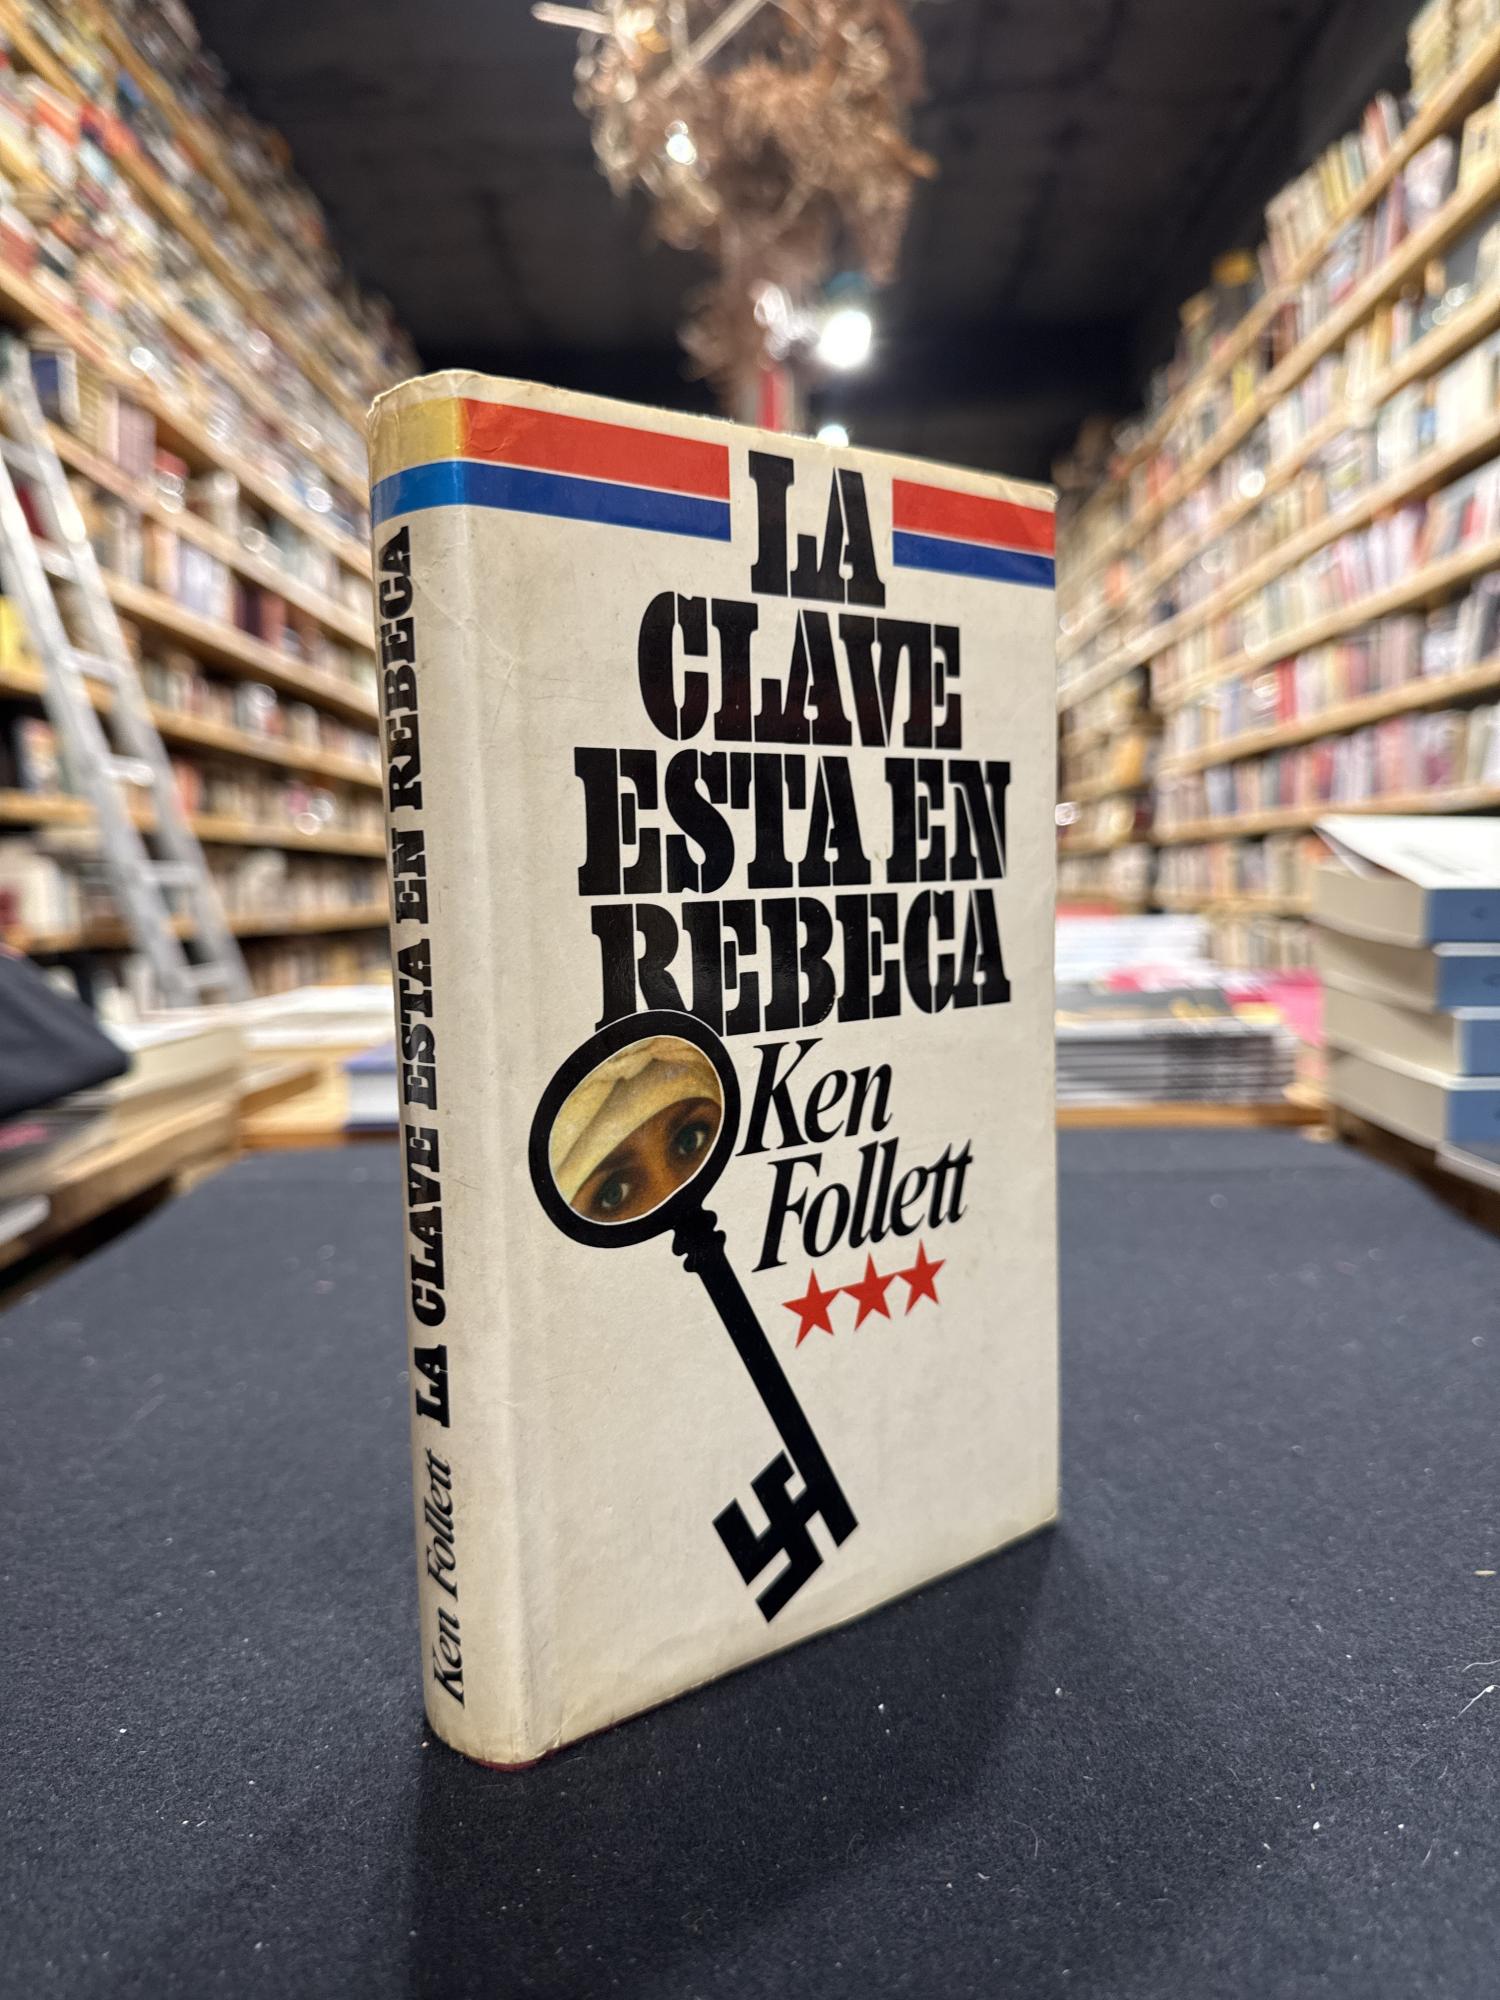 LA
CLAVE
ESTA EN
REBECA
Ken
Follett
Ken Follett LA CLAVE ESTA EN REBECA